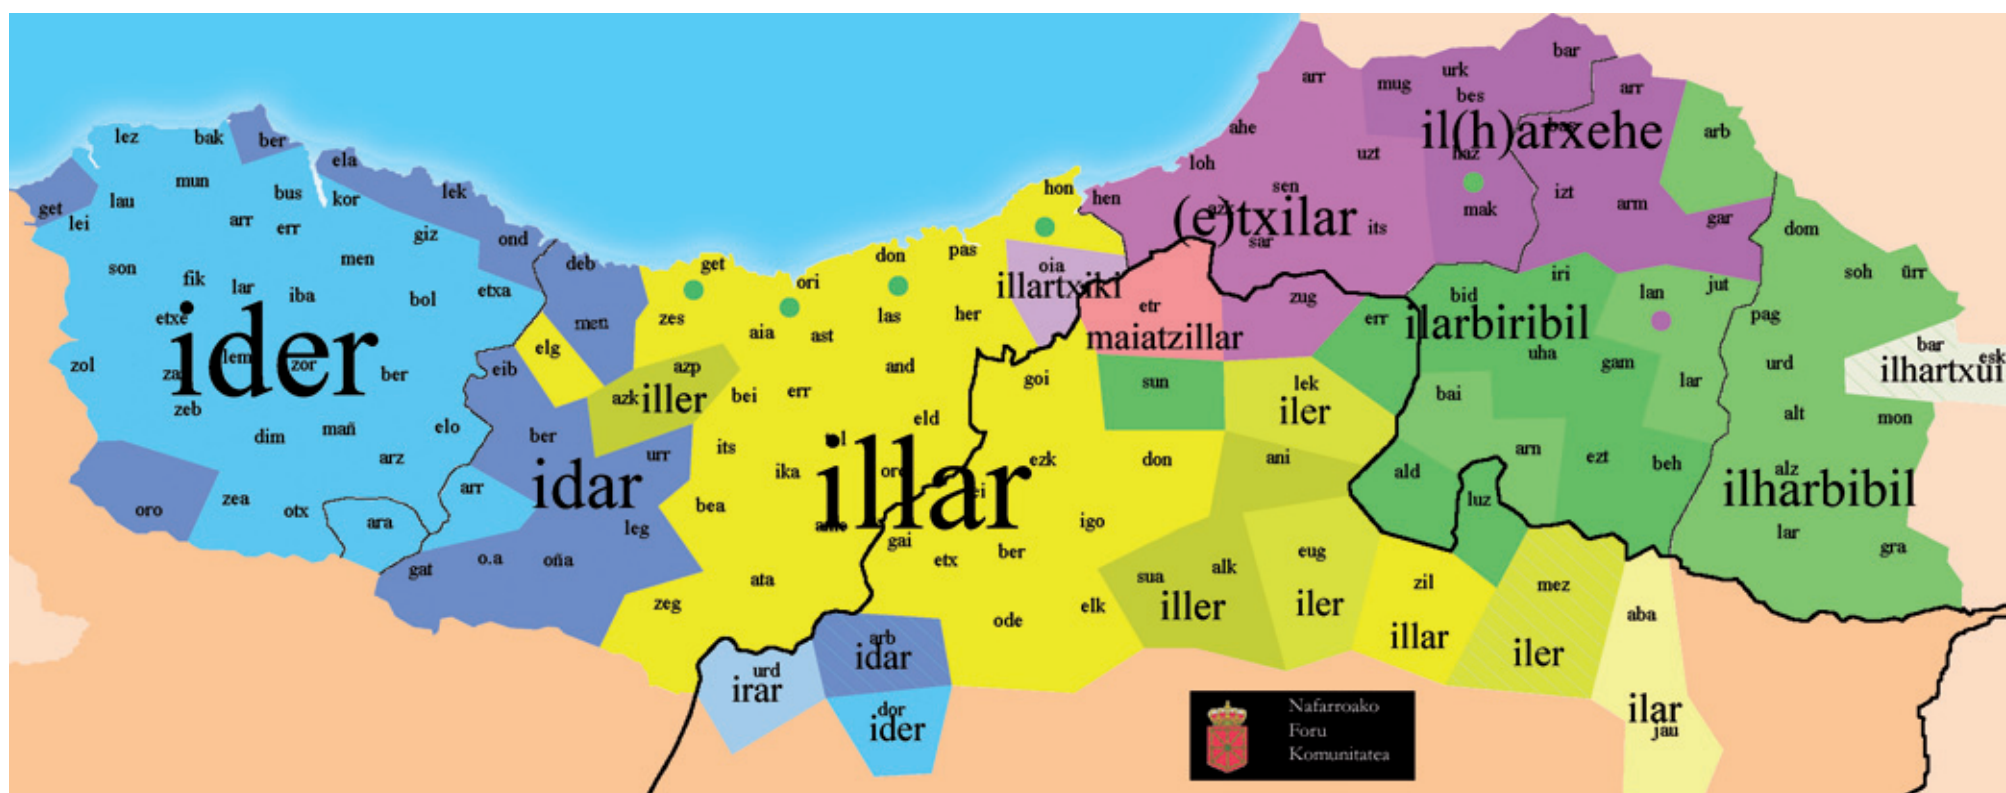 bar
arr
mug
urk
bes
arr
lez
bak
ber
ahe
il(h)arxehe
arb
ela
loh
uzt
haz
mun
bus
kor
lek
hon
hen
sen
izt
arm
get
lau
lei
arr
err
giz
ond
(e)txilar
mak
gar
its
sar
dom
son
fik
men
deb
get
don
pas
oia
iri
soh
ürr
lar
iba
bol
etxa
ori
illartxiki
zug
bid
lan
jut
etxe
ider
men
zes
aia
ast
las
her
etr
maiatzillar
err
ilarbiribil
pag
zol
lem
zor
ber
elg
eib
azp
and
goi
sun
lek
uha
gam
urd
bar
esk
ilhartxui
zeb
azk
iller
bei
err
iler
bai
lar
alt
mon
dim
mañ
elo
ber
eld
arz
urr
its
ika
ezk
don
ani
ald
arn
ezt
beh
alz
oro
zea
otx
ara
arr
idar
leg
bea
illar
igo
luz
ilharbibil
lar
gra
gat
o.a
oña
gai
etx
ber
eug
zeg
ata
ode
elk
sua
alk
iller
iler
zil
illar
mez
iler
aba
arb
idar
urd
irar
dor
ider
ilar
jau
Nafarroako
Foru
Komunitatea